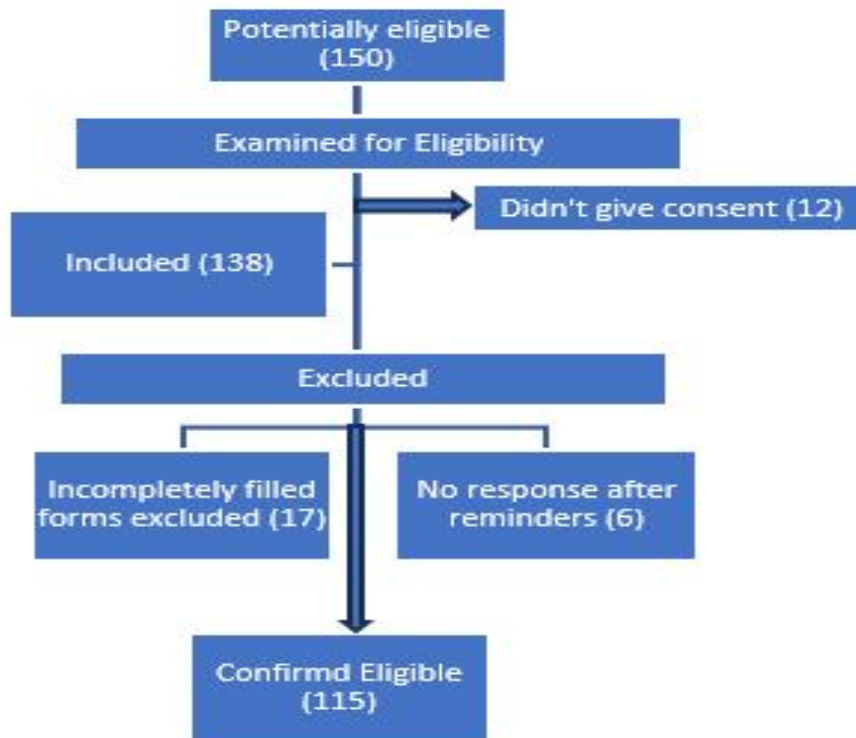 Potentially eligible
(150)
Examined for Eligibility
Didn't give consent (12)
Included (138)
Excluded
Incompletely filled
forms excluded (17)
No response after
reminders (6)
Confirmd Eligible
(115)